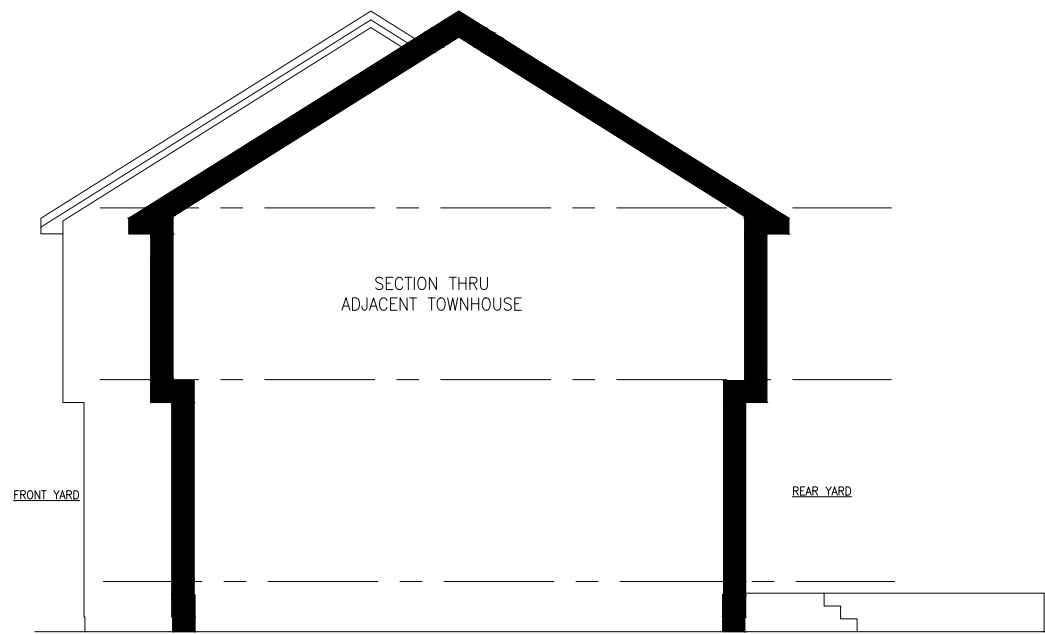 SECTION THRU
ADJACENT TOWNHOUSE
FRONT YARD
REAR YARD